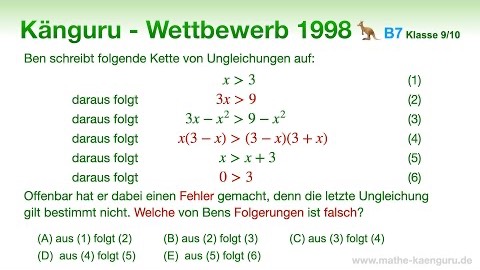 Känguru - Wettbewerb 1998 B7 Klasse 9/10
Ben schreibt folgende Kette von Ungleichungen auf:
x > 3 (1)
daraus folgt 3x > 9 (2)
daraus folgt 3x − x² > 9 − x² (3)
daraus folgt x(3 − x) > (3 − x)(3 + x) (4)
daraus folgt x > x + 3 (5)
daraus folgt 0 > 3 (6)
Offenbar hat er dabei einen Fehler gemacht, denn die letzte Ungleichung
gilt bestimmt nicht. Welche von Bens Folgerungen ist falsch?
(A) aus (1) folgt (2) (B) aus (2) folgt (3) (C) aus (3) folgt (4)
(D) aus (4) folgt (5) (E) aus (5) folgt (6)
www.mathe-kaenguru.de